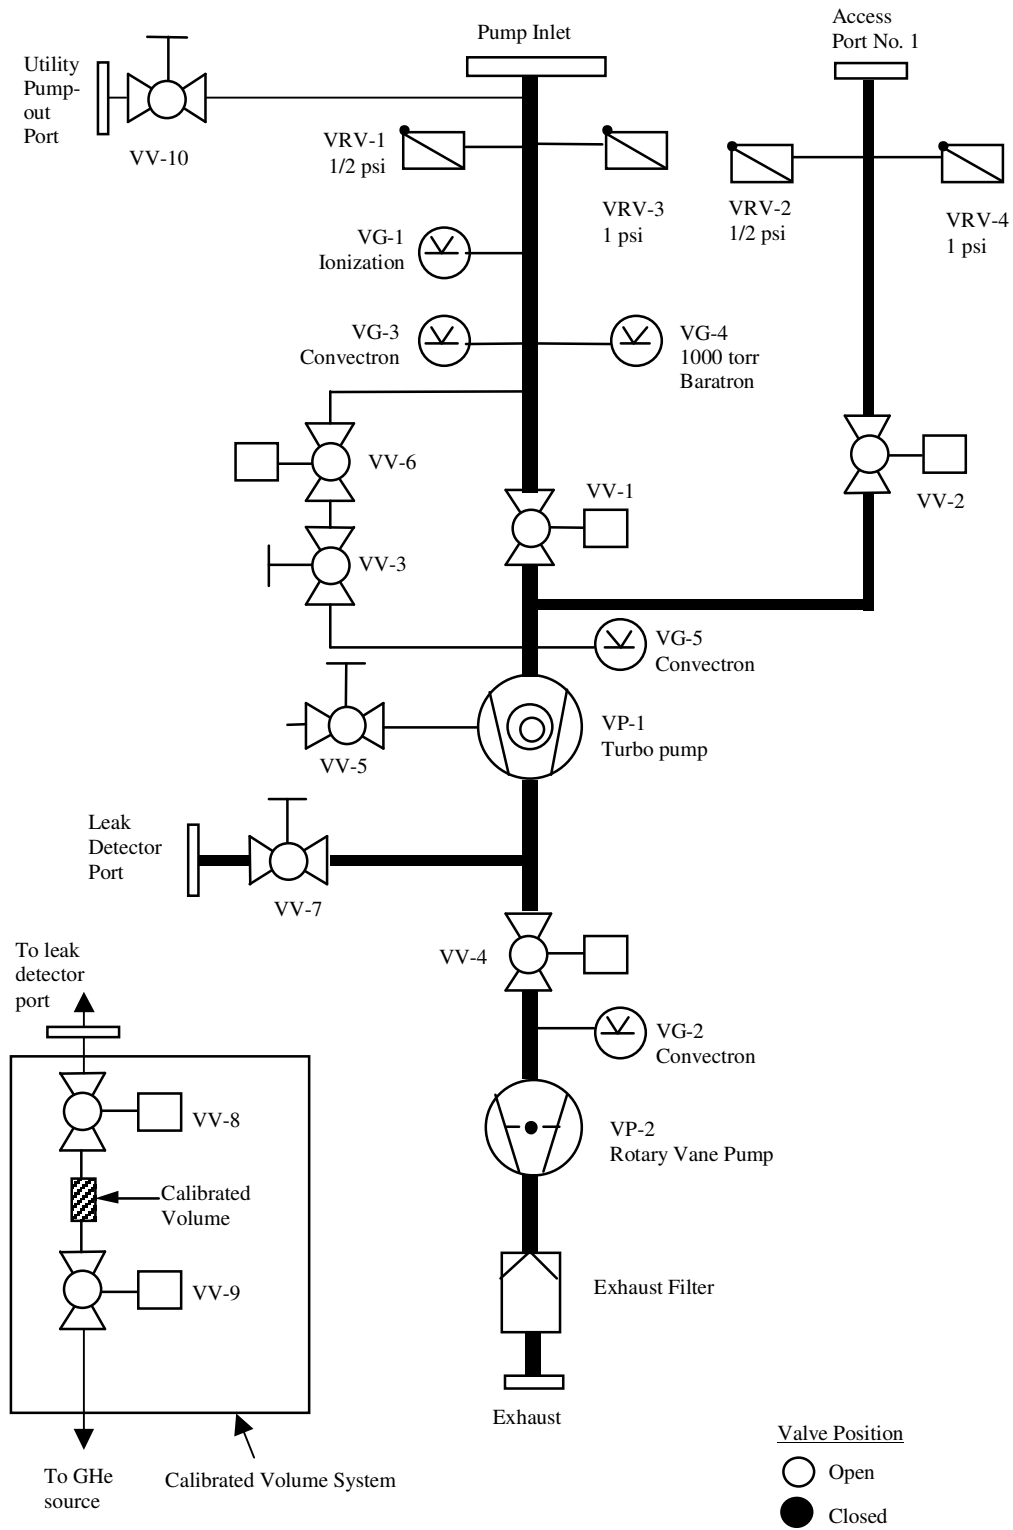 Pump Inlet
Access
Port No. 1
Utility
Pump-
out
Port
VV-10
VRV-1
1/2 psi
VRV-3
1 psi
VRV-2
1/2 psi
VRV-4
1 psi
VG-1
Ionization
VG-3
Convectron
VG-4
1000 torr
Baratron
VV-6
VV-1
VV-2
VV-3
VG-5
Convectron
VV-5
VP-1
Turbo pump
Leak
Detector
Port
VV-7
VV-4
To leak
detector
port
VG-2
Convectron
VV-8
VP-2
Rotary Vane Pump
Calibrated
Volume
VV-9
Exhaust Filter
Exhaust
To GHe
source
Calibrated Volume System
Valve Position
Open
Closed